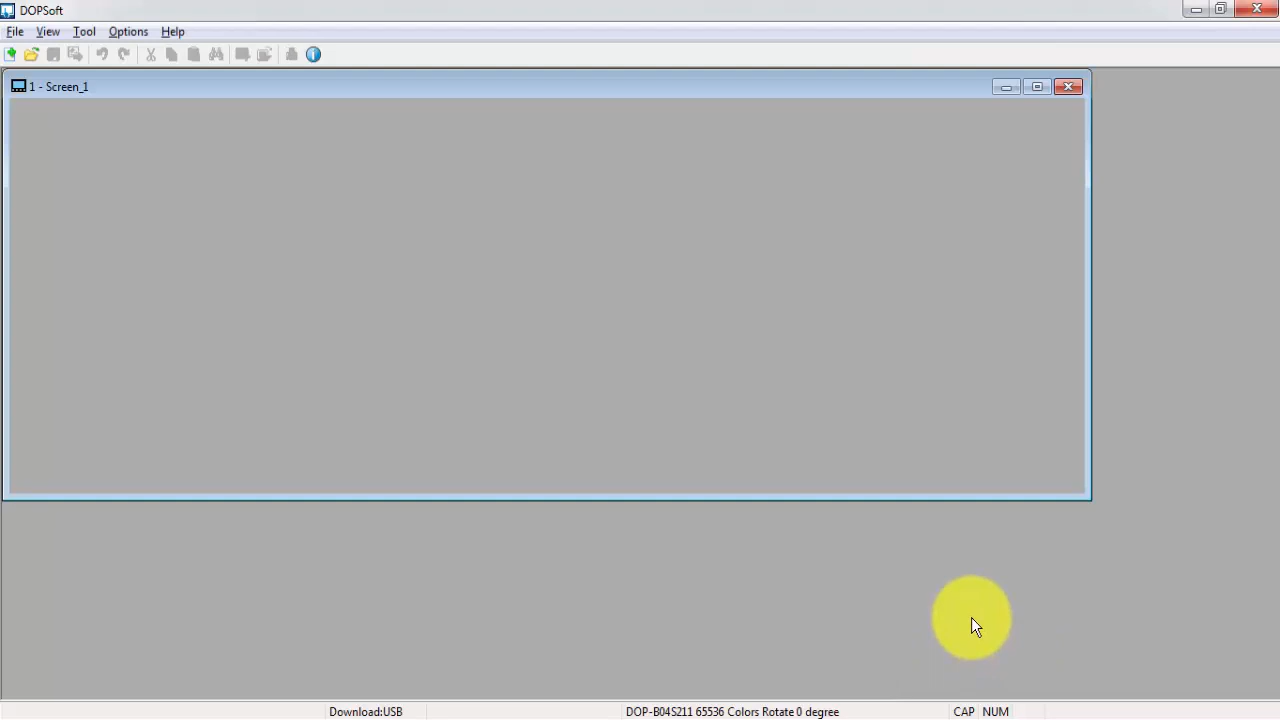 DOPSoft
File View Tool Options Help
1 - Screen_1
Download:USB DOP-B04S211 65536 Colors Rotate 0 degree CAP NUM